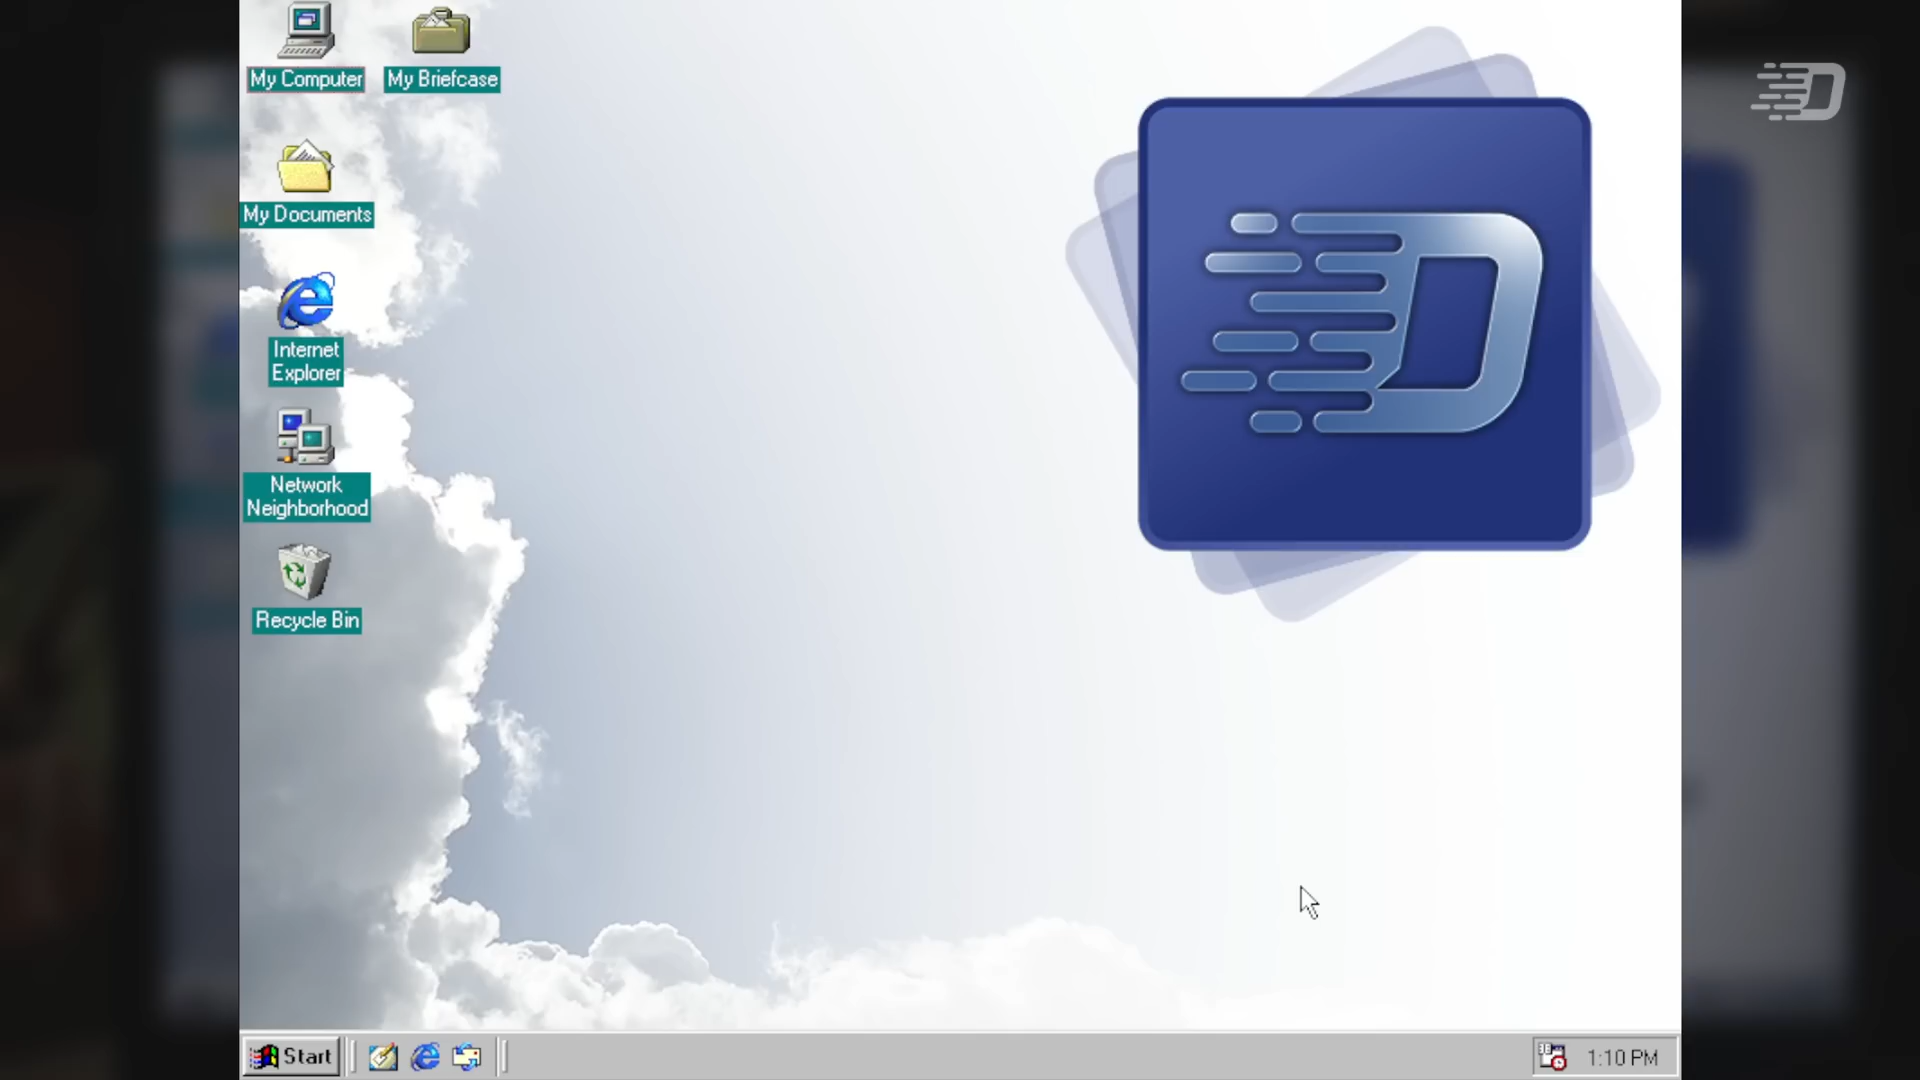 My Computer
My Briefcase
My Documents
Internet
Explorer
Network
Neighborhood
Recycle Bin
Start
1:10 PM